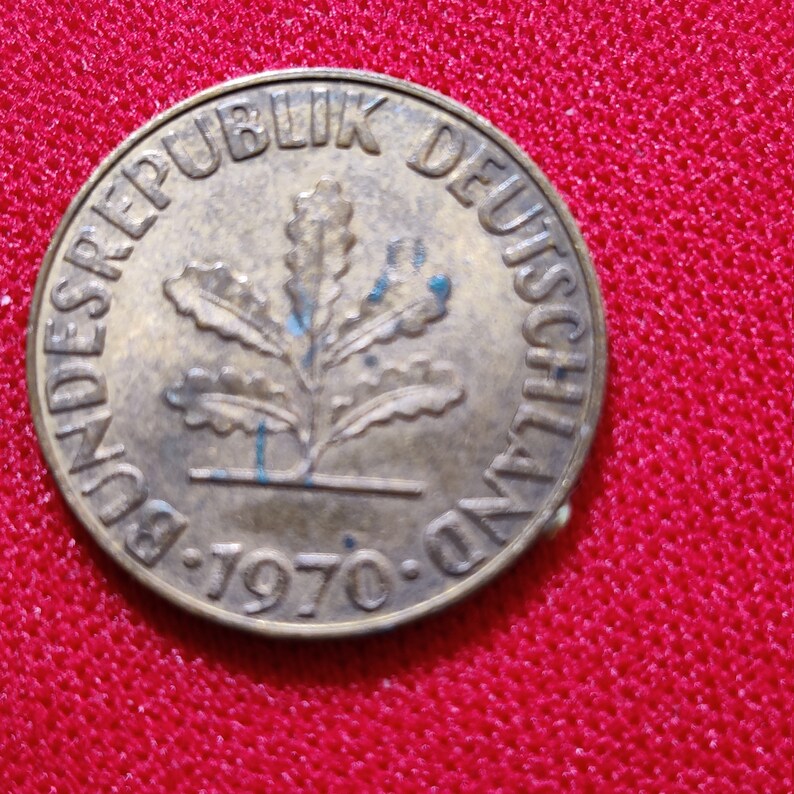 BUNDESREPUBLIK DEUTSCHLAND
· 1970 ·